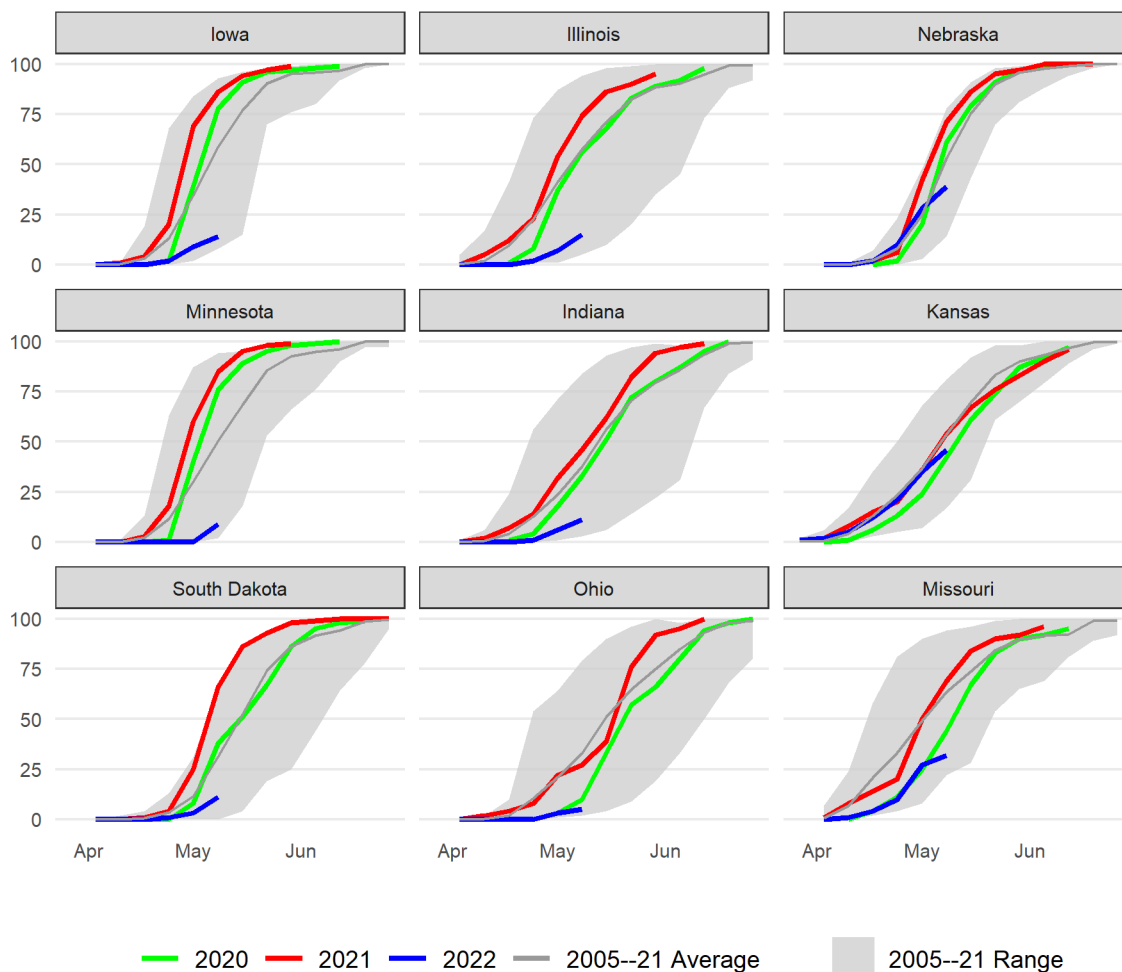 Iowa
Illinois
Nebraska
100
75
50
25
0
Minnesota
Indiana
Kansas
100
75
50
25
0
South Dakota
Ohio
Missouri
100
75
50
25
0
Apr May Jun
Apr May Jun
Apr May Jun
2020 2021 2022 2005--21 Average 2005--21 Range